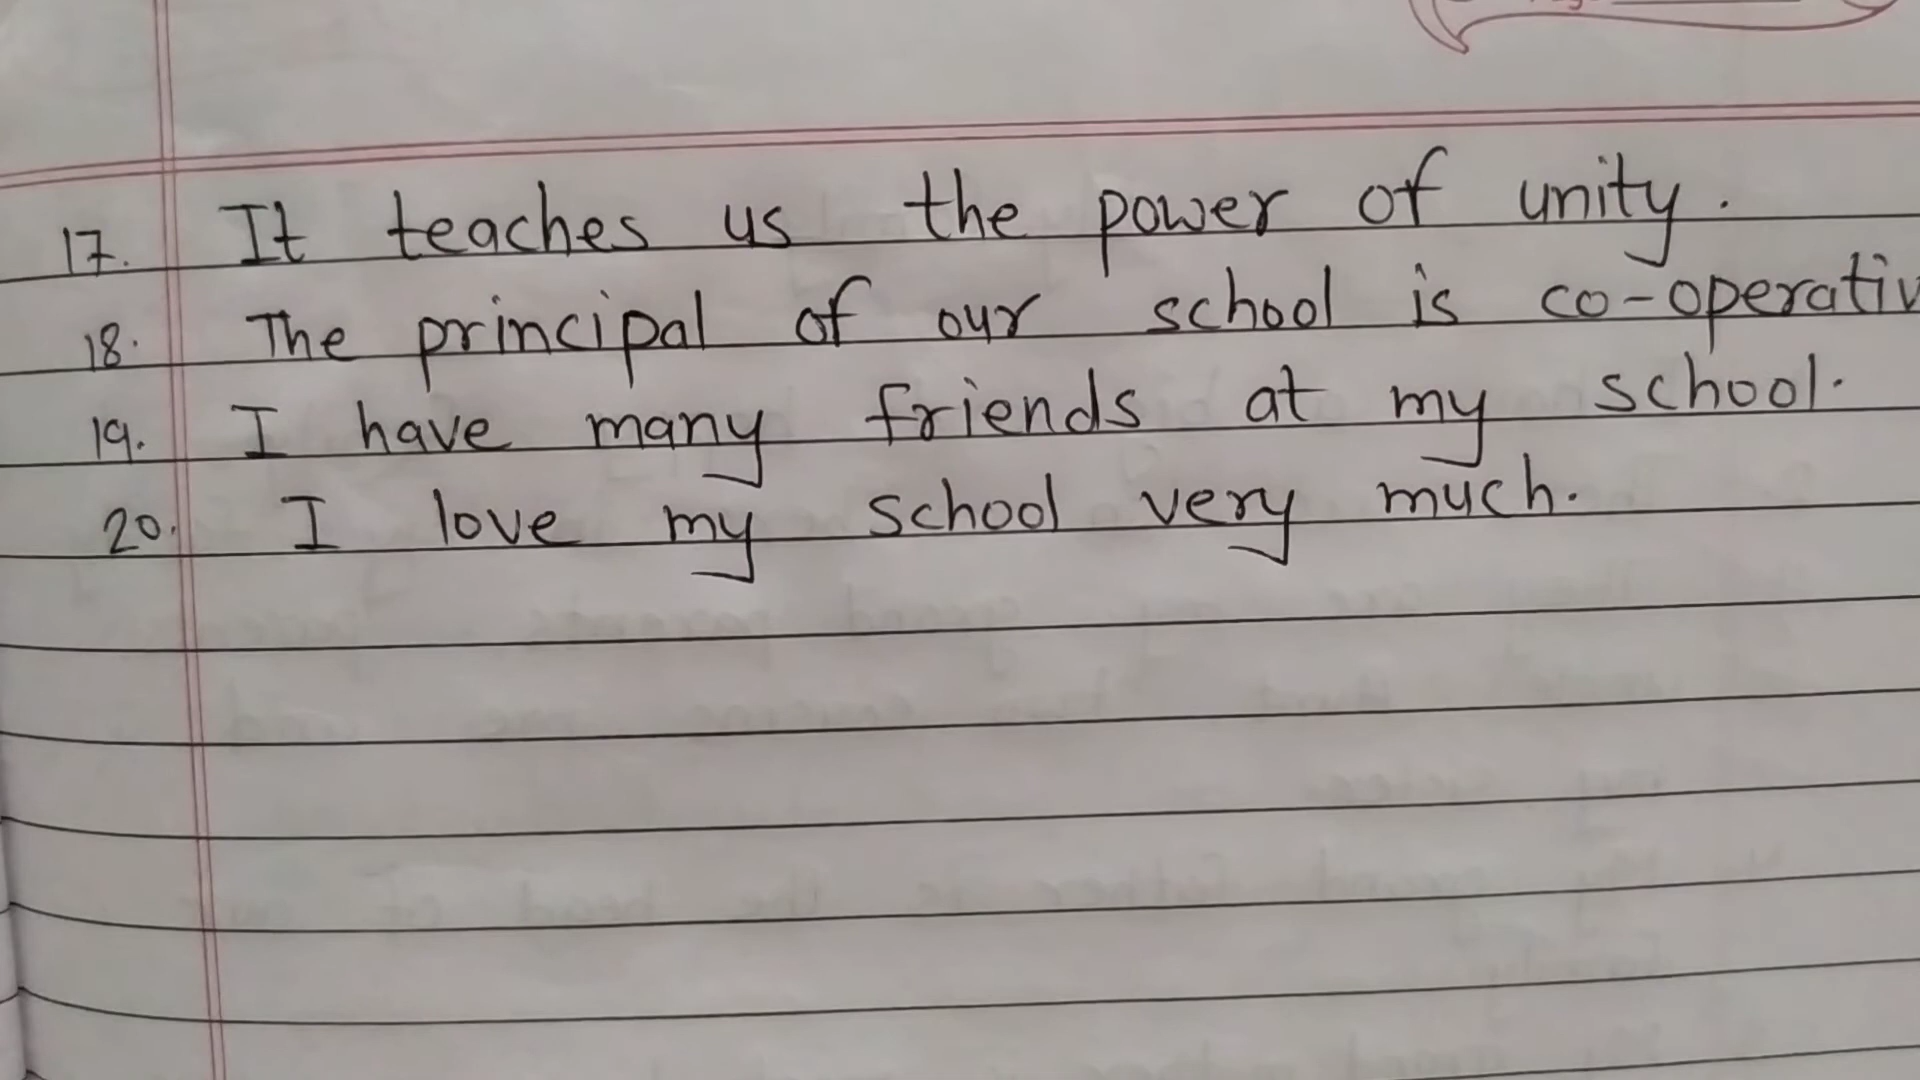 17. It teaches us the power of unity.
18. The principal of our school is co-operativ
19. I have many friends at my school.
20. I love my school very much.